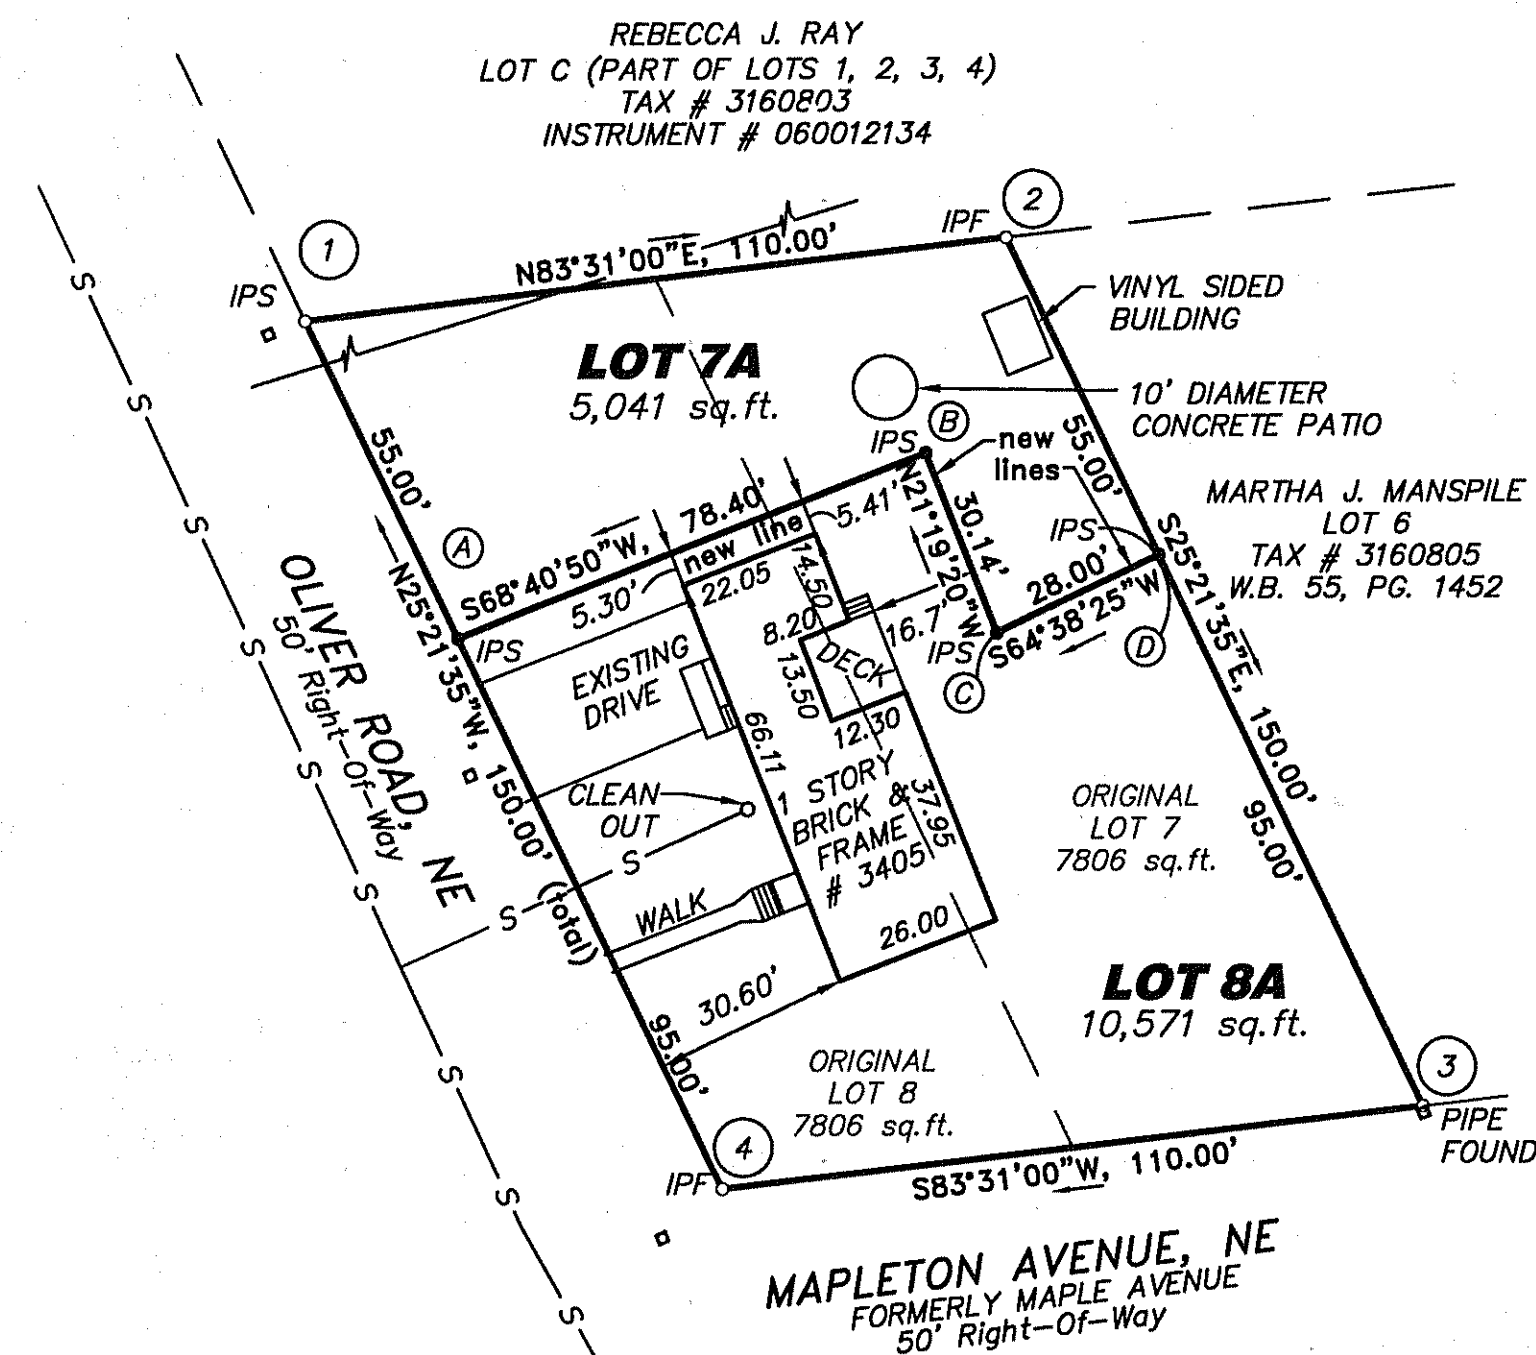 REBECCA J. RAY
LOT C (PART OF LOTS 1, 2, 3, 4)
TAX # 3160803
INSTRUMENT # 060012134
1
2
IPS
IPF
N83°31'00"E, 110.00'
VINYL SIDED
BUILDING
LOT 7A
5,041 sq.ft.
10' DIAMETER
CONCRETE PATIO
55.00'
55.00'
B
IPS
new
lines
MARTHA J. MANSPILE
LOT 6
TAX # 3160805
W.B. 55, PG. 1452
A
IPS
S68°40'50"W, 78.40'
new line
5.41'
5.30'
22.05
14.50
8.20
13.50
DECK
12.30
16.7'
N21°19'20"W
30.14'
IPS
C
IPS
28.00'
S64°38'25"W
D
S25°21'35"E, 150.00'
95.00'
OLIVER ROAD, NE
50' Right-Of-Way
N25°21'35"W, 150.00' (total)
EXISTING
DRIVE
66.11
37.95
1 STORY
BRICK &
FRAME
# 3405
CLEAN
OUT
WALK
26.00
30.60'
95.00'
ORIGINAL
LOT 7
7806 sq.ft.
LOT 8A
10,571 sq.ft.
ORIGINAL
LOT 8
7806 sq.ft.
3
PIPE
FOUND
4
IPF
S83°31'00"W, 110.00'
MAPLETON AVENUE, NE
FORMERLY MAPLE AVENUE
50' Right-Of-Way
S
S
S
S
S
S
S
S
S
S
S